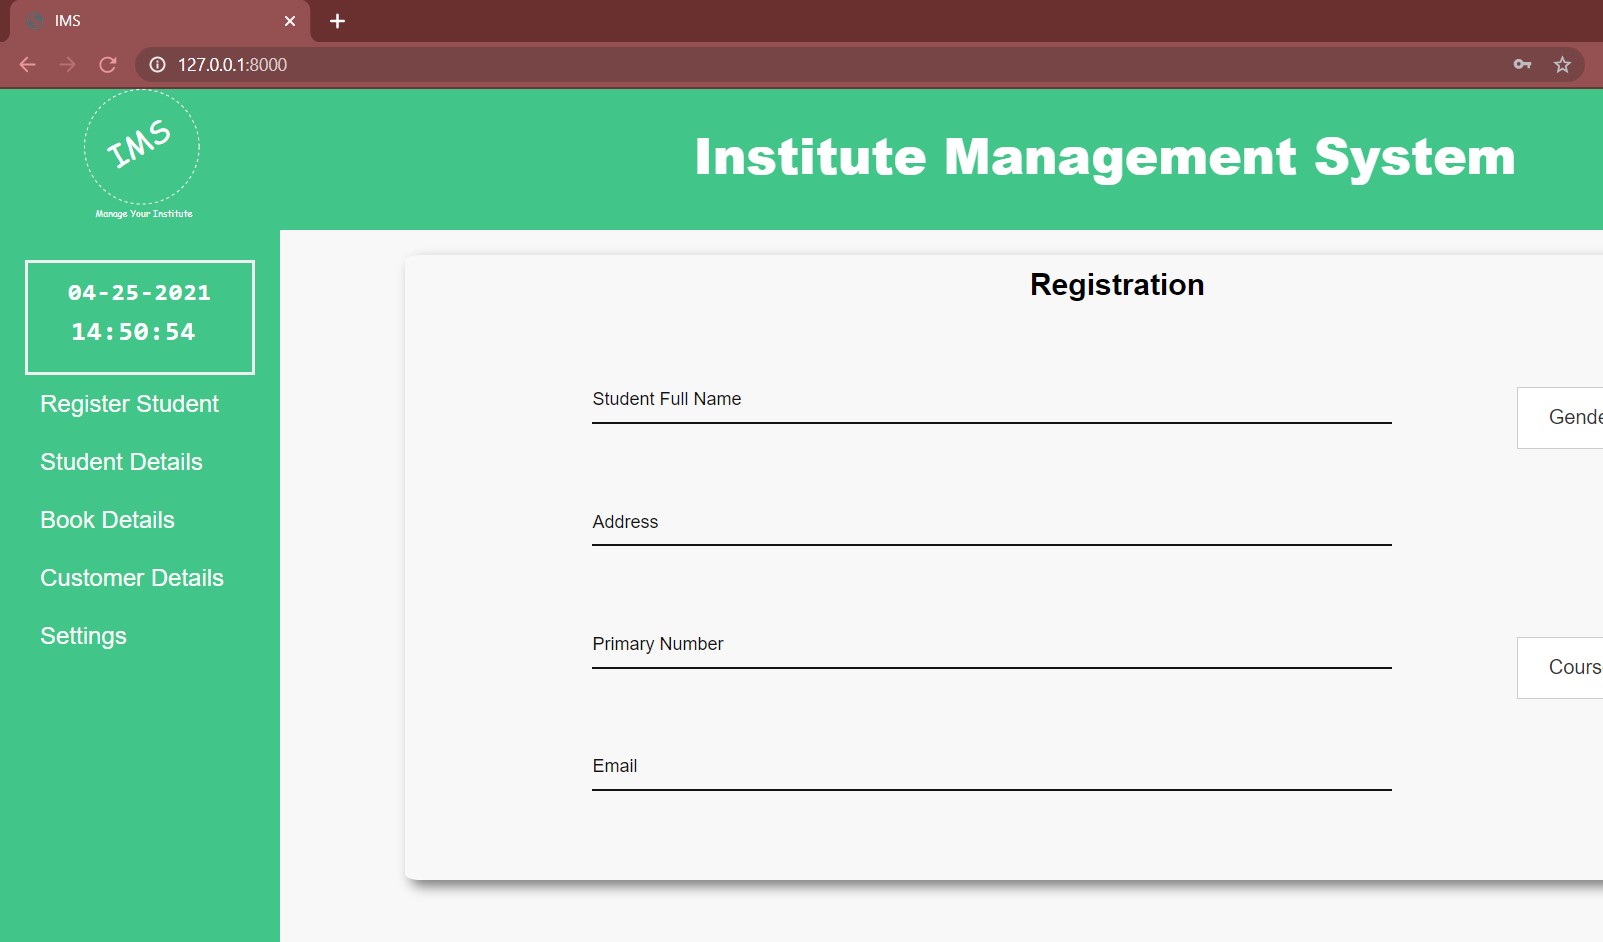 IMS
127.0.0.1:8000
IMS
Manage Your Institute
Institute Management System
04-25-2021
14:50:54
Register Student
Student Details
Book Details
Customer Details
Settings
Registration
Student Full Name
Gende
Address
Primary Number
Cours
Email